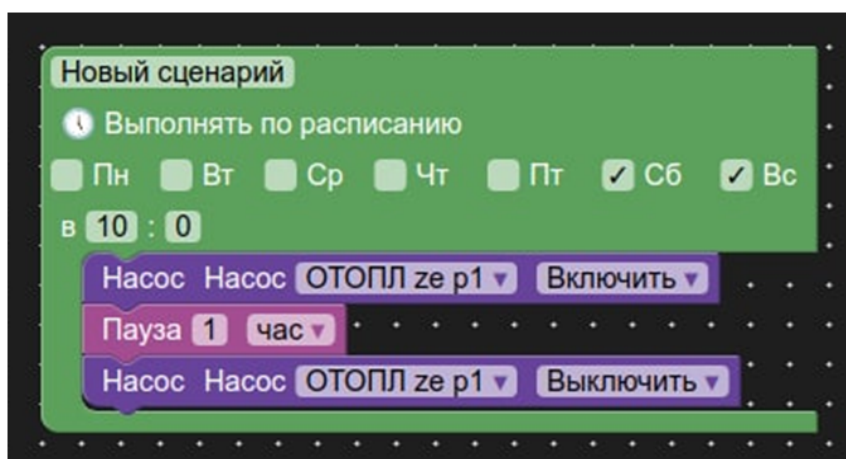 Новый сценарий
Выполнять по расписанию
Пн Вт Ср Чт Пт Сб Вс
в 10 : 0
Насос Насос ОТОПЛ ze p1 Включить
Пауза 1 час
Насос Насос ОТОПЛ ze p1 Выключить